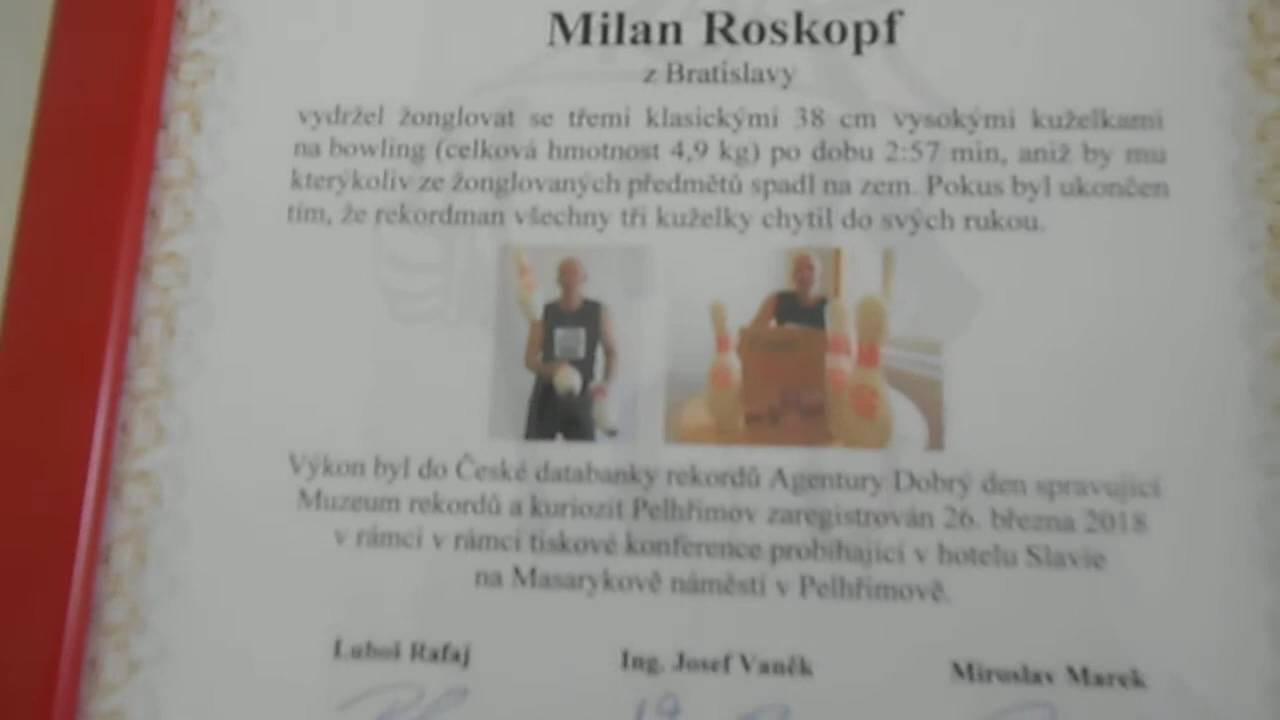 Milan Roskopf
z Bratislavy
vydržel žonglovat se třemi klasickými 38 cm vysokými kuželkami
na bowling (celková hmotnost 4,9 kg) po dobu 2:57 min, aniž by mu
kterýkoliv ze žonglovaných předmětů spadl na zem. Pokus byl ukončen
tím, že rekordman všechny tři kuželky chytil do svých rukou.
Výkon byl do České databanky rekordů Agentury Dobrý den spravující
Muzeum rekordů a kuriozit Pelhřimov zaregistrován 26. března 2018
v rámci v rámci tiskové konference probíhající v hotelu Slavie
na Masarykově náměstí v Pelhřimově.
Luboš Rafaj Ing. Josef Vaněk Miroslav Marek